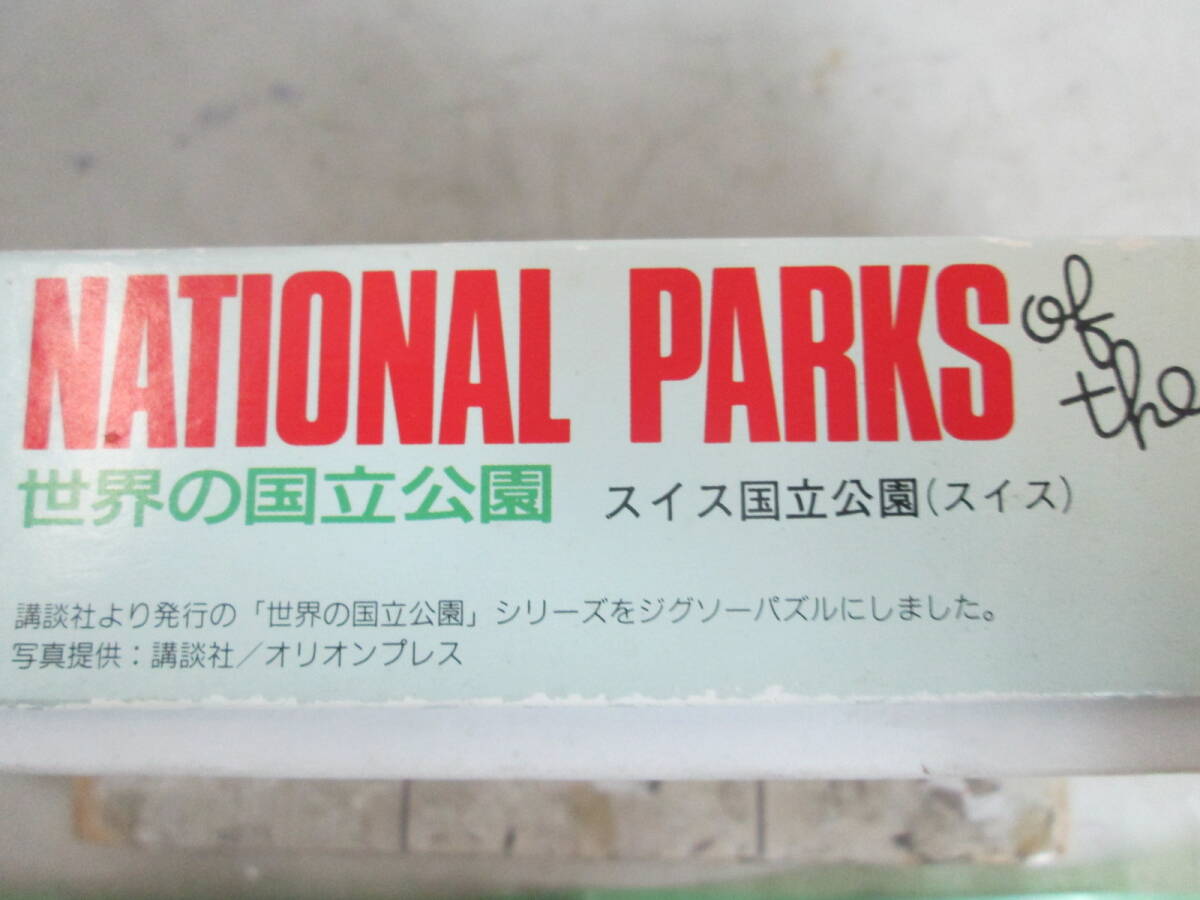 NATIONAL PARKS of the
世界の国立公園 スイス国立公園(スイス)
講談社より発行の「世界の国立公園」シリーズをジグソーパズルにしました。
写真提供：講談社／オリオンプレス